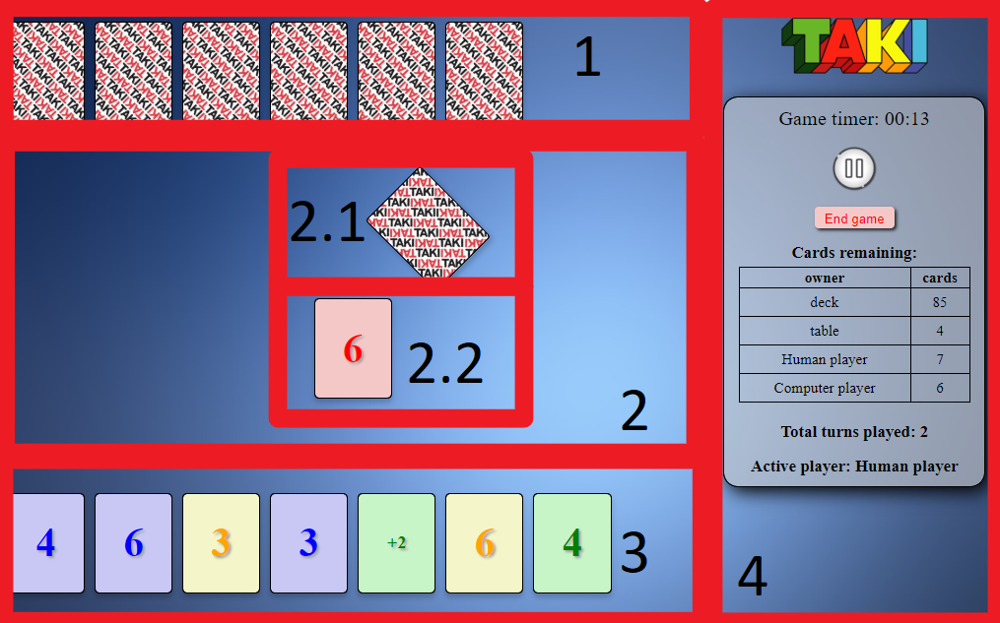 1
2.1
6
2.2
2
4 6 3 3 +2 6 4
3
TAKI
Game timer: 00:13
End game
Cards remaining:
owner cards
deck 85
table 4
Human player 7
Computer player 6
Total turns played: 2
Active player: Human player
4